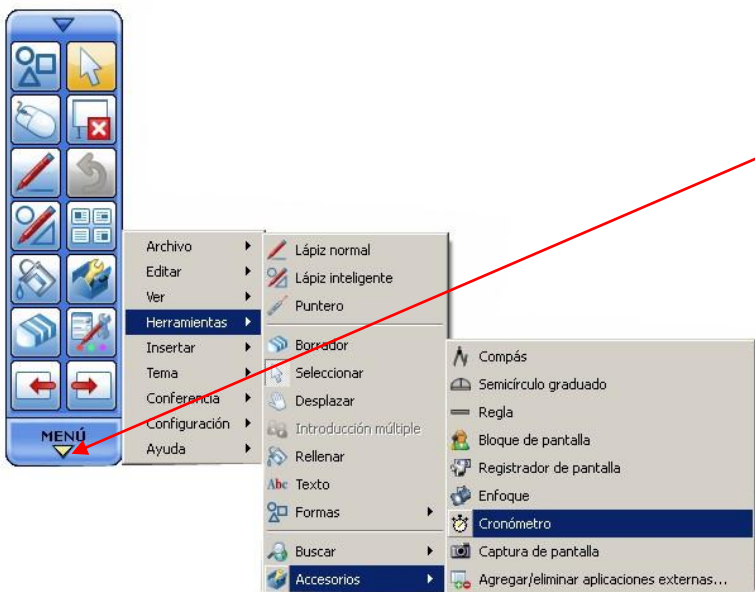 MENÚ
Archivo
Editar
Ver
Herramientas
Insertar
Tema
Conferencia
Configuración
Ayuda
Lápiz normal
Lápiz inteligente
Puntero
Borrador
Seleccionar
Desplazar
Introducción múltiple
Rellenar
Abc Texto
Formas
Buscar
Accesorios
Compás
Semicírculo graduado
Regla
Bloque de pantalla
Registrador de pantalla
Enfoque
Cronómetro
Captura de pantalla
Agregar/eliminar aplicaciones externas...